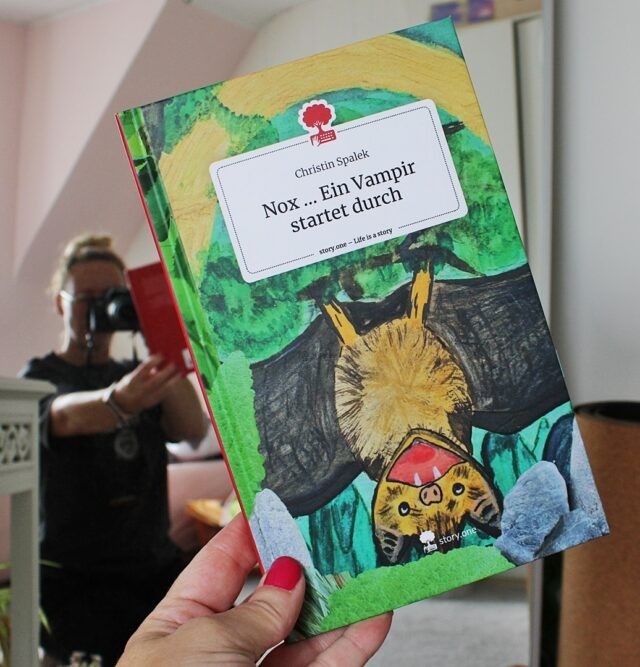 Christin Spalek
Nox ... Ein Vampir
startet durch
story.one – Life is a story
story.one